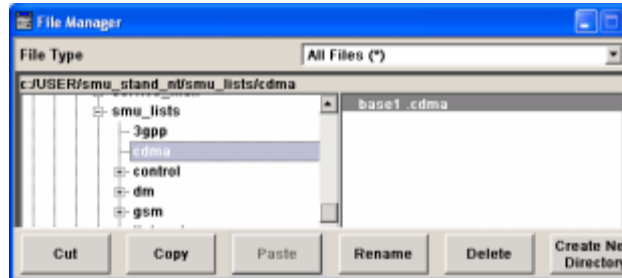 File Manager
File Type
All Files (*)
c:/USER/smu_stand_nt/smu_lists/cdma
smu_lists
3gpp
cdma
control
dm
gsm
base1 .cdma
Cut
Copy
Paste
Rename
Delete
Create Ne
Director